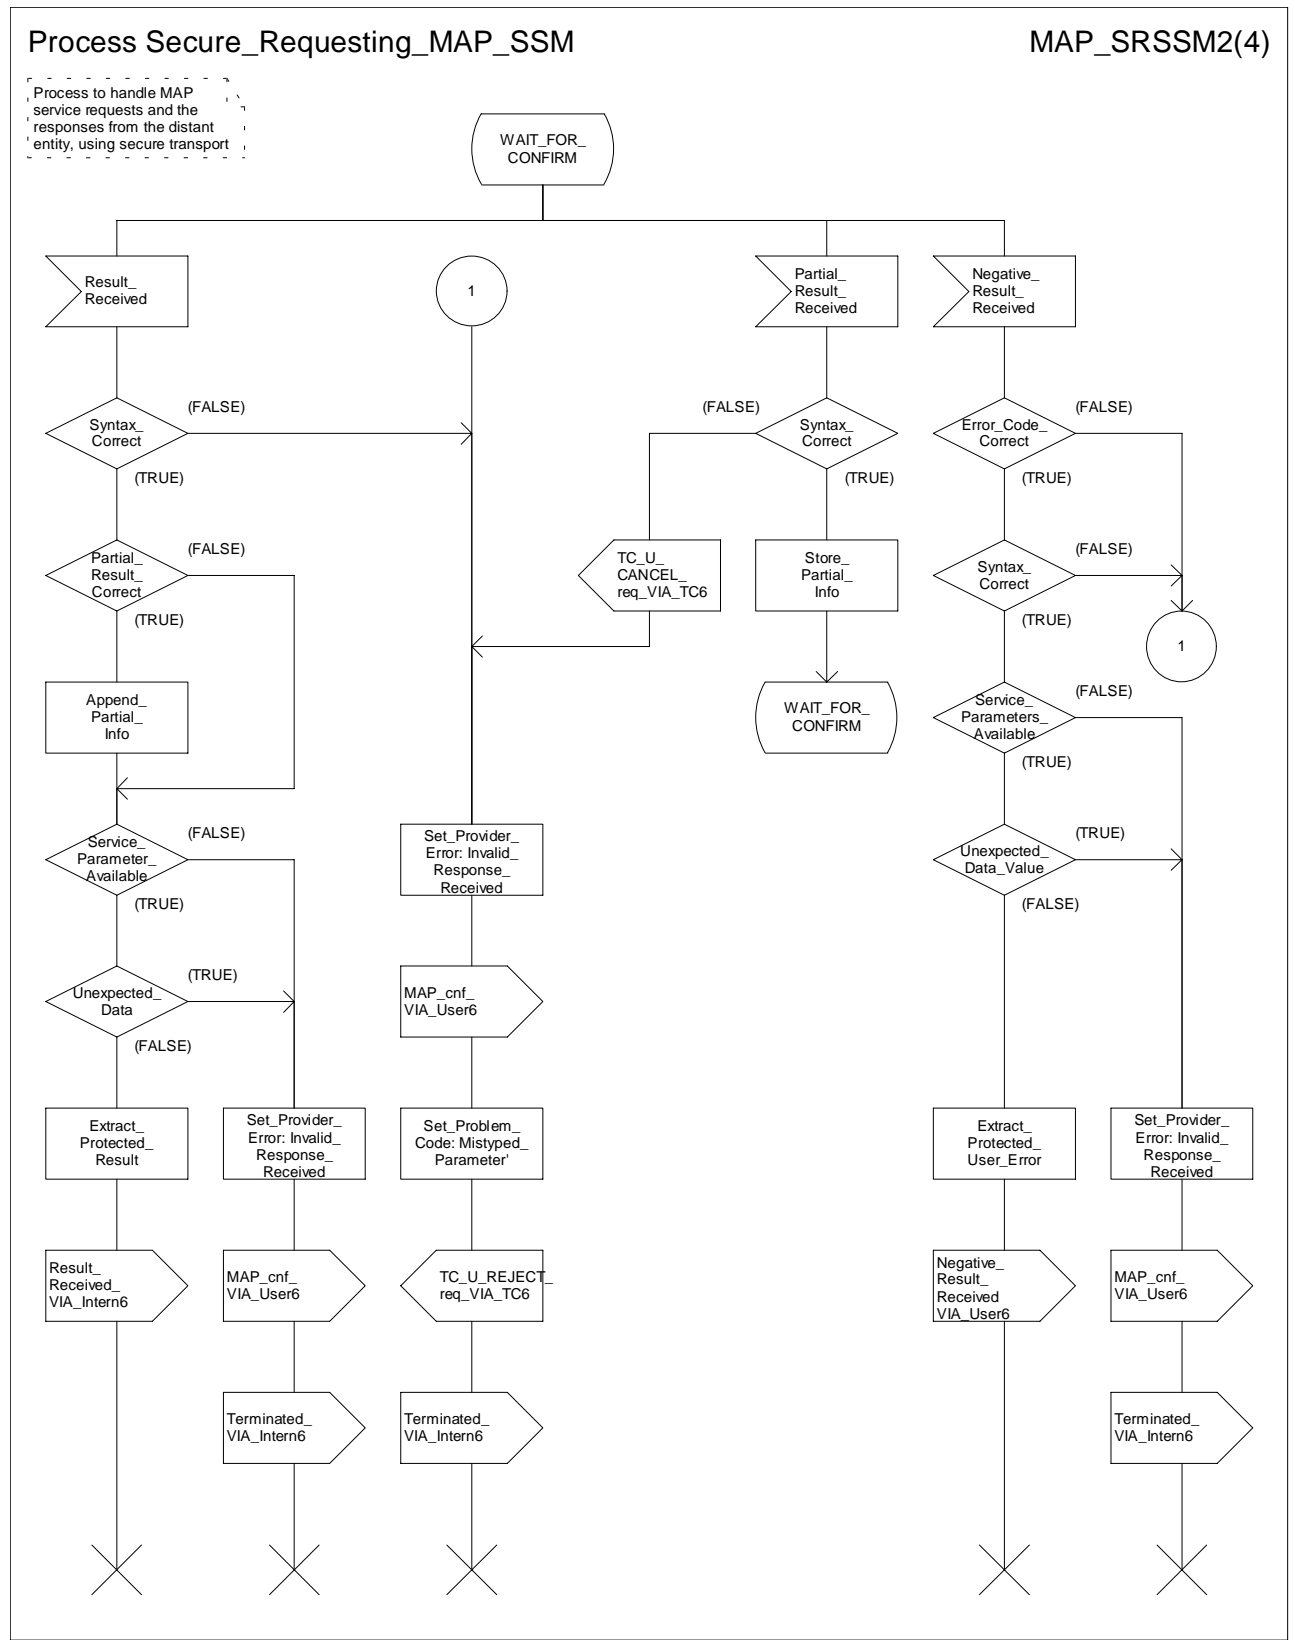 Process Secure_Requesting_MAP_SSM
MAP_SRSSM2(4)
Process to handle MAP
service requests and the
responses from the distant
entity, using secure transport
WAIT_FOR_
CONFIRM
Result_
Received
1
Partial_
Result_
Received
Negative_
Result_
Received
Syntax_
Correct
(FALSE)
(TRUE)
(FALSE)
Syntax_
Correct
(TRUE)
Error_Code_
Correct
(FALSE)
(TRUE)
Partial_
Result_
Correct
(FALSE)
(TRUE)
TC_U_
CANCEL_
req_VIA_TC6
Store_
Partial_
Info
Syntax_
Correct
(FALSE)
(TRUE)
1
Append_
Partial_
Info
WAIT_FOR_
CONFIRM
Service_
Parameters_
Available
(FALSE)
(TRUE)
Service_
Parameter_
Available
(FALSE)
(TRUE)
Set_Provider_
Error: Invalid_
Response_
Received
Unexpected_
Data_Value
(TRUE)
(FALSE)
Unexpected_
Data
(TRUE)
(FALSE)
MAP_cnf_
VIA_User6
Extract_
Protected_
Result
Set_Provider_
Error: Invalid_
Response_
Received
Set_Problem_
Code: Mistyped_
Parameter'
Extract_
Protected_
User_Error
Set_Provider_
Error: Invalid_
Response_
Received
Result_
Received_
VIA_Intern6
MAP_cnf_
VIA_User6
TC_U_REJECT_
req_VIA_TC6
Negative_
Result_
Received
VIA_User6
MAP_cnf_
VIA_User6
Terminated_
VIA_Intern6
Terminated_
VIA_Intern6
Terminated_
VIA_Intern6